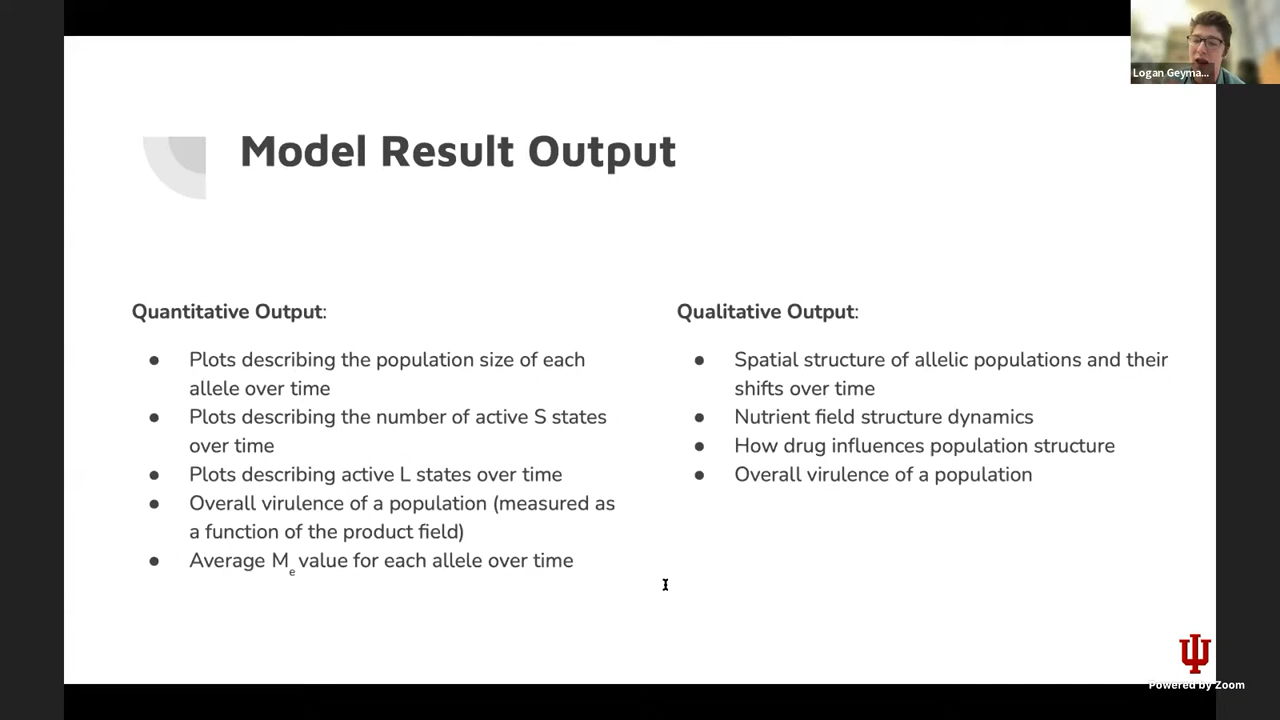 Logan Geyma...
Model Result Output
Quantitative Output:
● Plots describing the population size of each
allele over time
● Plots describing the number of active S states
over time
● Plots describing active L states over time
● Overall virulence of a population (measured as
a function of the product field)
● Average Me value for each allele over time
Qualitative Output:
● Spatial structure of allelic populations and their
shifts over time
● Nutrient field structure dynamics
● How drug influences population structure
● Overall virulence of a population
Powered by Zoom